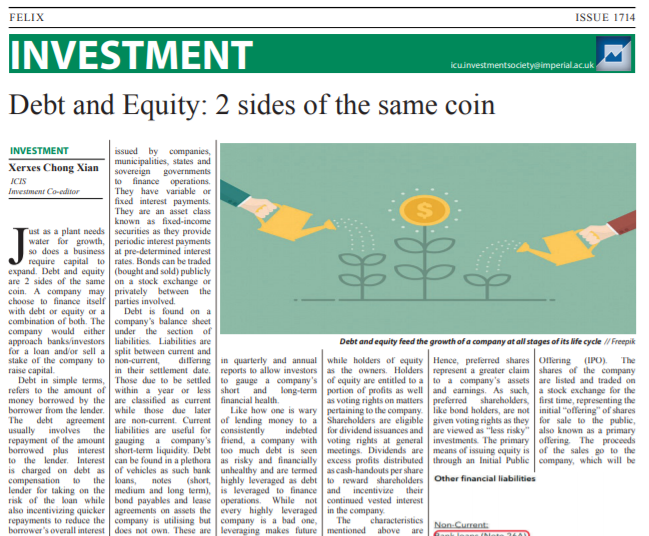 FELIX
ISSUE 1714
INVESTMENT
icu.investmentsociety@imperial.ac.uk
Debt and Equity: 2 sides of the same coin
INVESTMENT
Xerxes Chong Xian
ICIS
Investment Co-editor
Just as a plant needs
water for growth,
so does a business
require capital to
expand. Debt and equity
are 2 sides of the same
coin. A company may
choose to finance itself
with debt or equity or a
combination of both. The
company would either
approach banks/investors
for a loan and/or sell a
stake of the company to
raise capital.
Debt in simple terms,
refers to the amount of
money borrowed by the
borrower from the lender.
The debt agreement
usually involves the
repayment of the amount
borrowed plus interest
to the lender. Interest
is charged on debt as
compensation to the
lender for taking on the
risk of the loan while
also incentivizing quicker
repayments to reduce the
borrower's overall interest
issued by companies,
municipalities, states and
sovereign governments
to finance operations.
They have variable or
fixed interest payments.
They are an asset class
known as fixed-income
securities as they provide
periodic interest payments
at pre-determined interest
rates. Bonds can be traded
(bought and sold) publicly
on a stock exchange or
privately between the
parties involved.
Debt is found on a
company's balance sheet
under the section of
liabilities. Liabilities are
split between current and
non-current, differing
in their settlement date.
Those due to be settled
within a year or less
are classified as current
while those due later
are non-current. Current
liabilities are useful for
gauging a company's
short-term liquidity. Debt
can be found in a plethora
of vehicles such as bank
loans, notes (short,
medium and long term),
bond payables and lease
agreements on assets the
company is utilising but
does not own. These are
$
Debt and equity feed the growth of a company at all stages of its life cycle // Freepik
in quarterly and annual
reports to allow investors
to gauge a company's
short and long-term
financial health.
Like how one is wary
of lending money to a
consistently indebted
friend, a company with
too much debt is seen
as risky and financially
unhealthy and are termed
highly leveraged as debt
is leveraged to finance
operations. While not
every highly leveraged
company is a bad one,
leveraging makes future
while holders of equity
as the owners. Holders
of equity are entitled to a
portion of profits as well
as voting rights on matters
pertaining to the company.
Shareholders are eligible
for dividend issuances and
voting rights at general
meetings. Dividends are
excess profits distributed
as cash-handouts per share
to reward shareholders
and incentivize their
continued vested interest
in the company.
The characteristics
mentioned above are
Hence, preferred shares
represent a greater claim
to a company's assets
and earnings. As such,
preferred shareholders,
like bond holders, are not
given voting rights as they
are viewed as "less risky"
investments. The primary
means of issuing equity is
through an Initial Public
Offering (IPO). The
shares of the company
are listed and traded on
a stock exchange for the
first time, representing the
initial "offering" of shares
for sale to the public,
also known as a primary
offering. The proceeds
of the sales go to the
company, which will be
Other financial liabilities
Non-Current:
Bank loans (Note 26A)